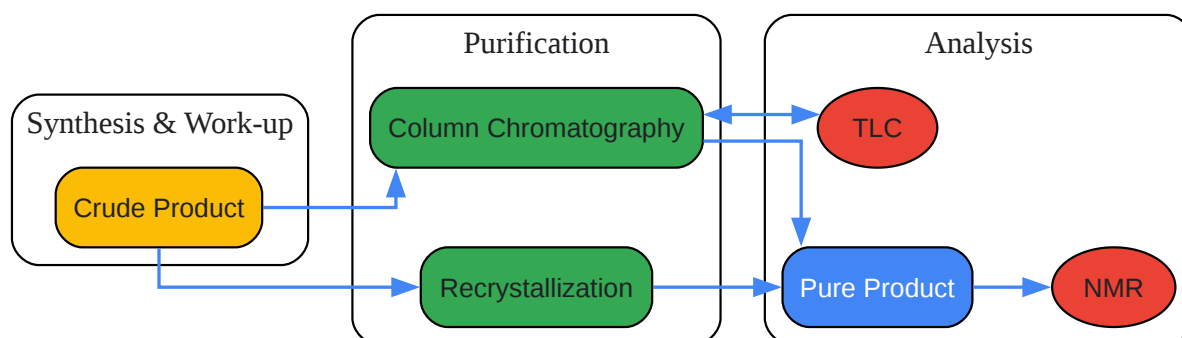 Purification
Analysis
Synthesis & Work-up
Column Chromatography
TLC
Crude Product
Recrystallization
Pure Product
NMR